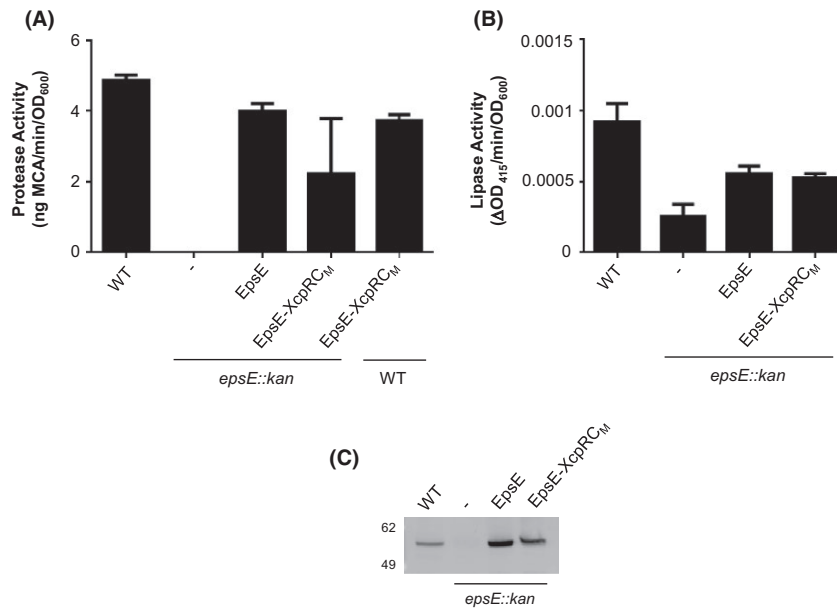 (A)
Protease Activity
(ng MCA/min/OD600)
6
4
2
0
WT
-
EpsE
EpsE-XcpRCM
EpsE-XcpRCM
epsE::kan
WT
(B)
Lipase Activity
(ΔOD415/min/OD600)
0.0015
0.001
0.0005
0
WT
-
EpsE
EpsE-XcpRCM
epsE::kan
(C)
WT
-
EpsE
EpsE-XcpRCM
62
49
epsE::kan